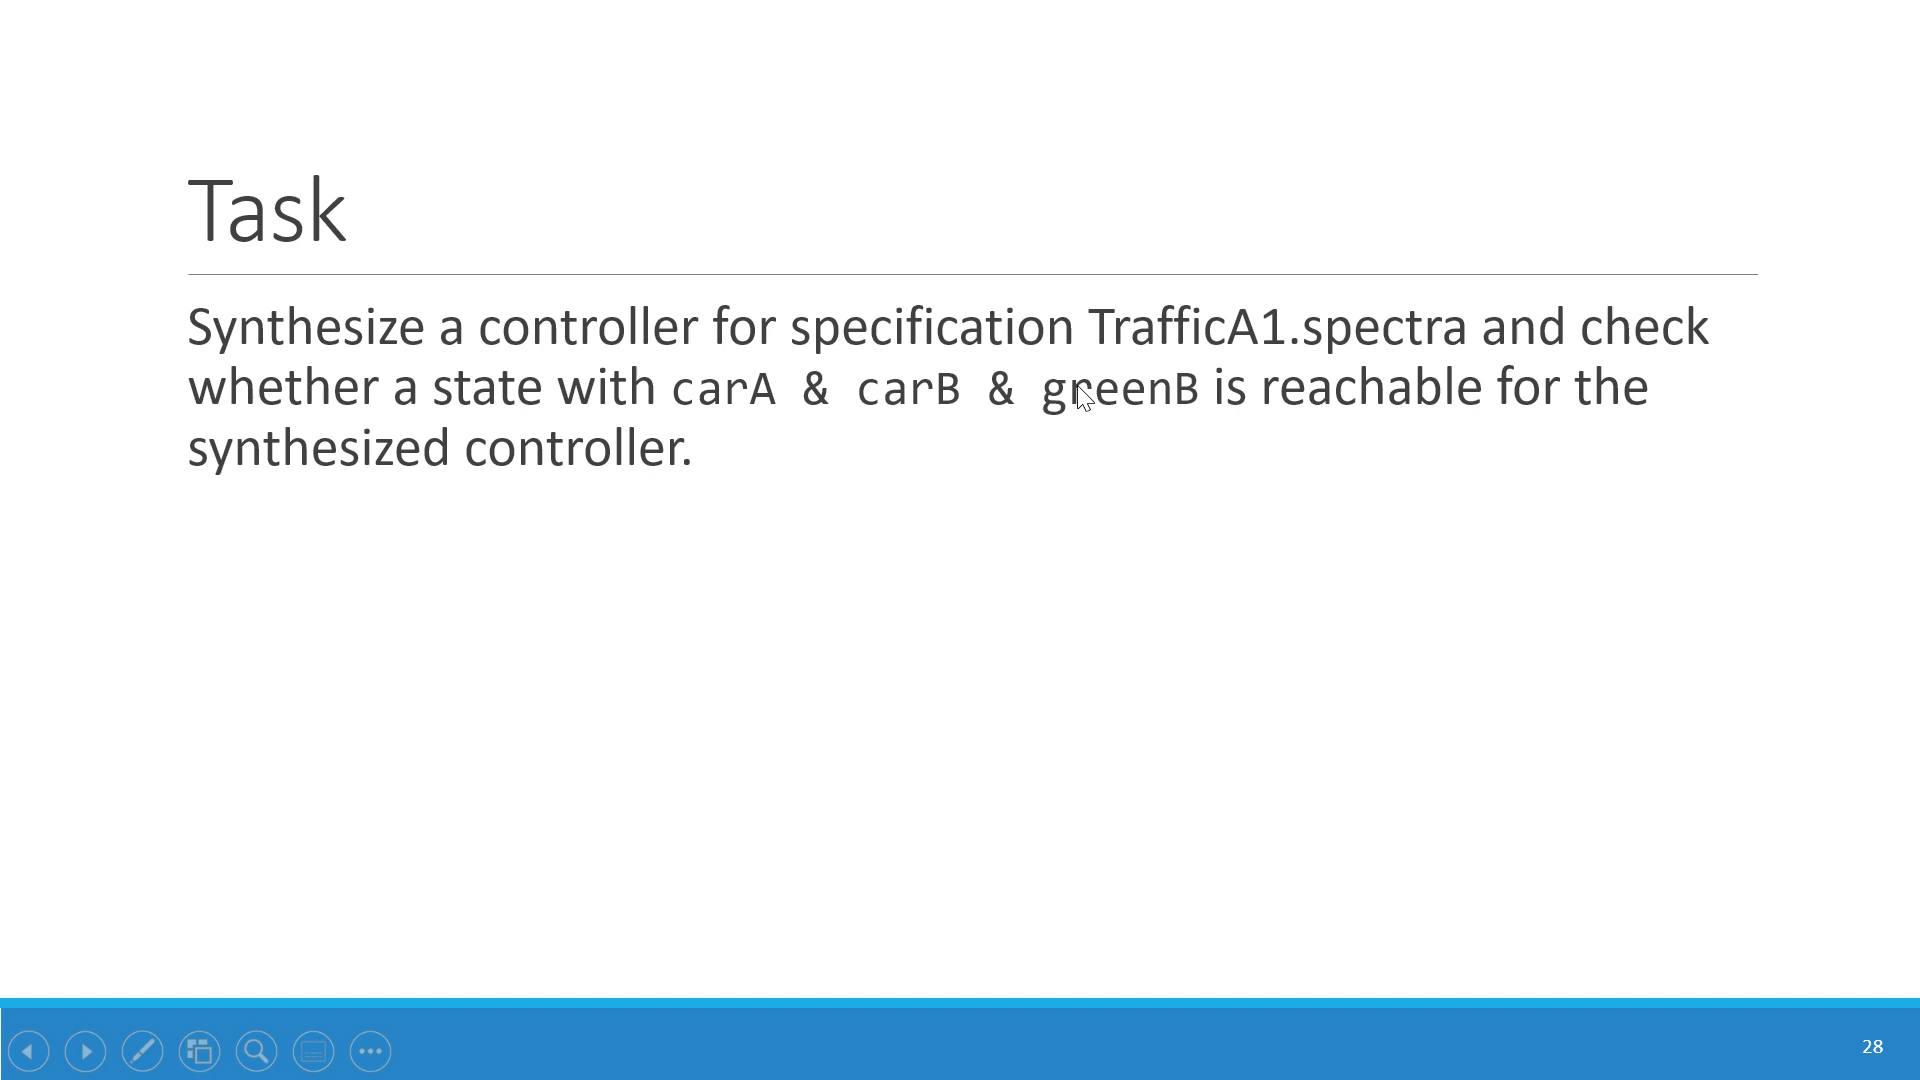 Task
Synthesize a controller for specification TrafficA1.spectra and check
whether a state with carA & carB & greenB is reachable for the
synthesized controller.
28